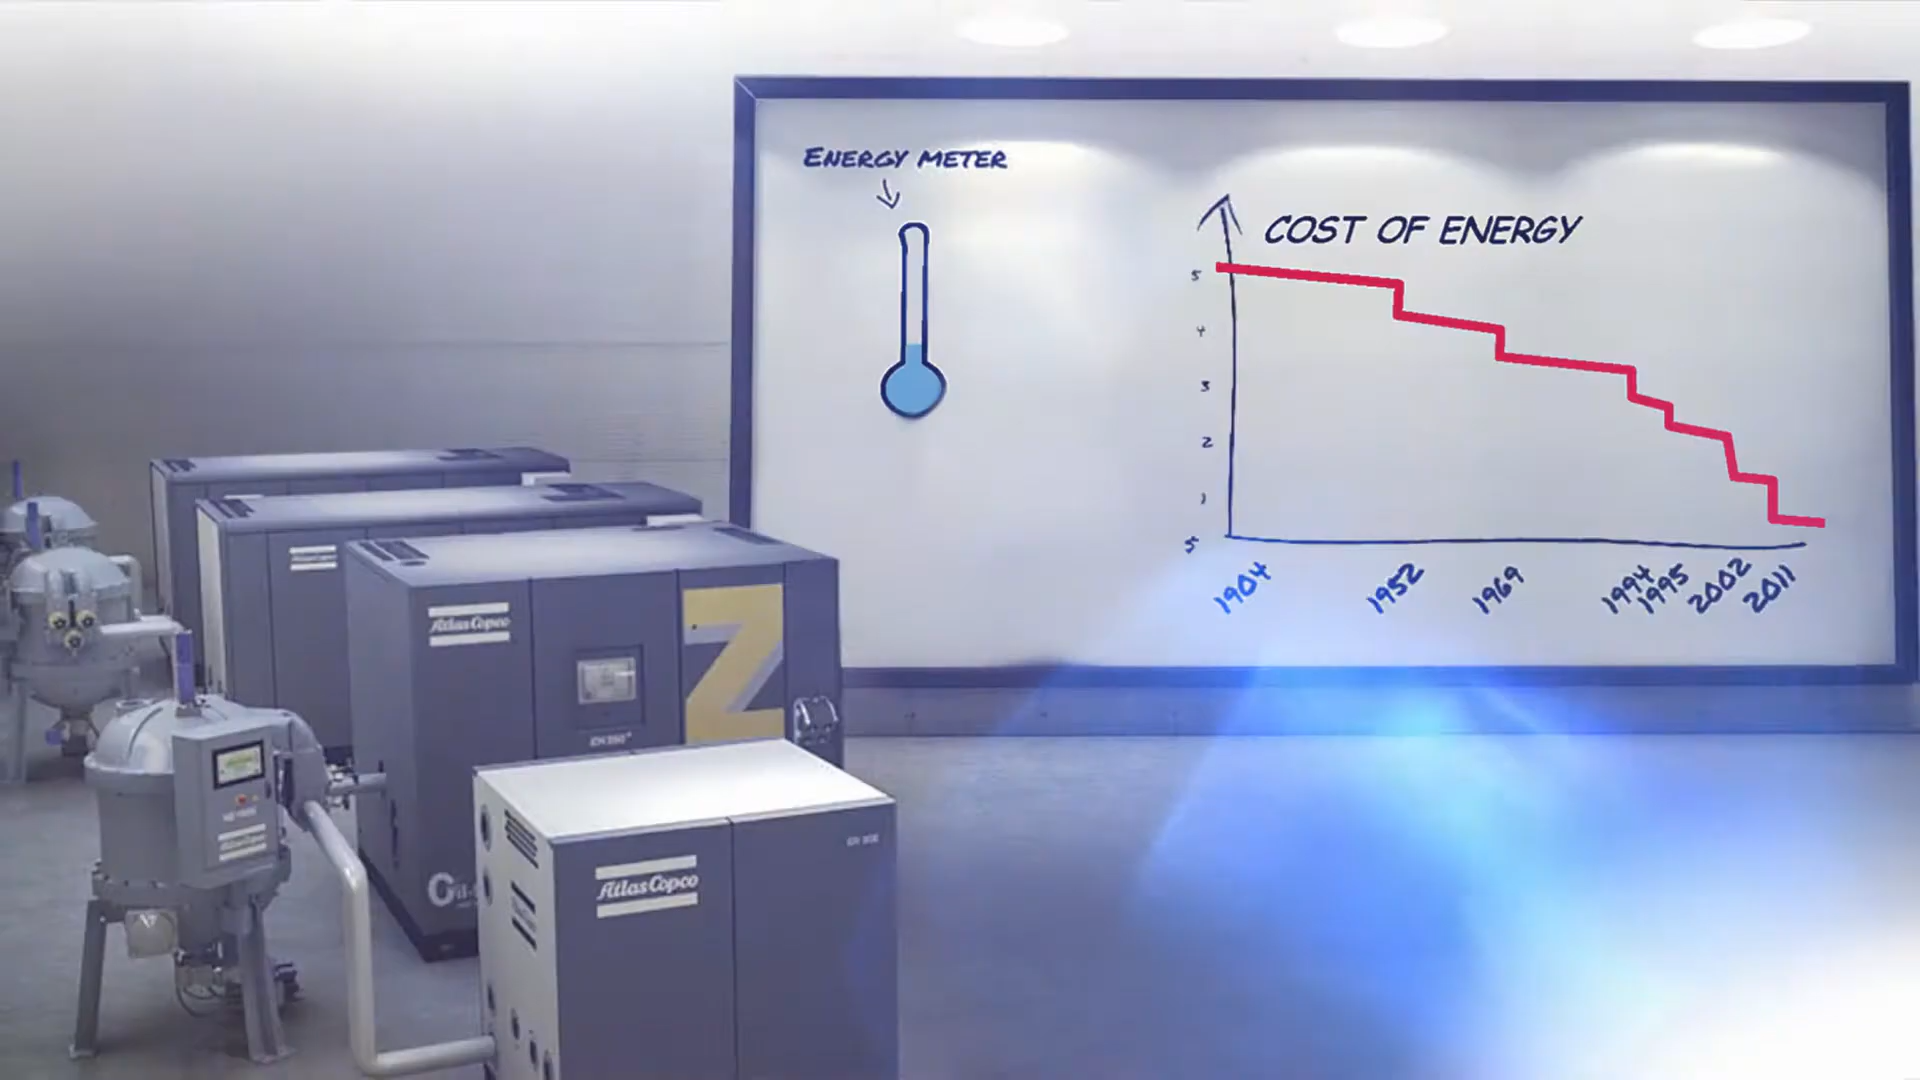 ENERGY METER
COST OF ENERGY
5
4
3
2
1
5
1904
1952
1969
1994
1995
2002
2011
Atlas Copco
Z
Atlas Copco